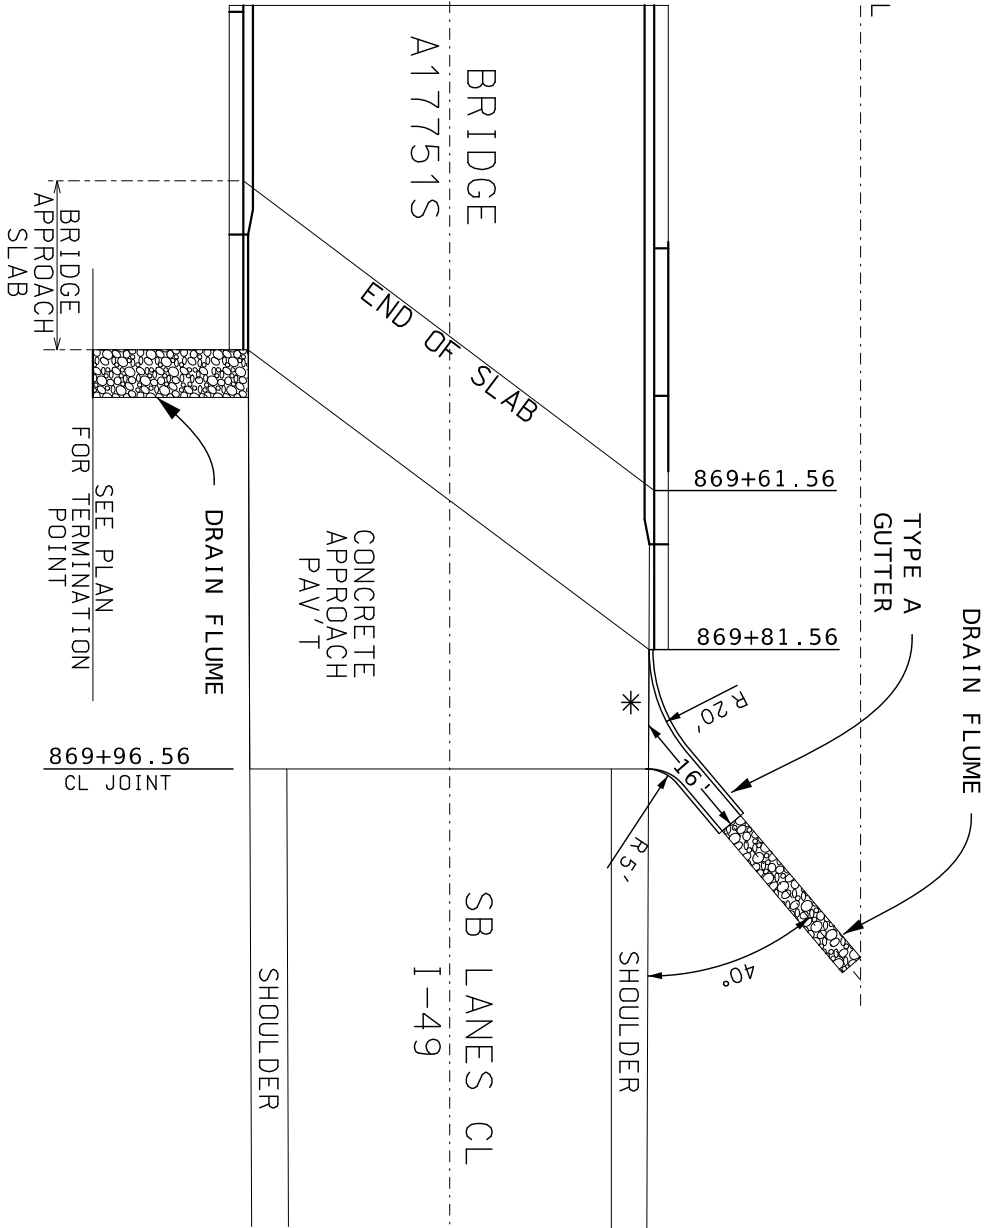 L
BRIDGE
A17751S
END OF SLAB
BRIDGE
APPROACH
SLAB
869+61.56
TYPE A
GUTTER
DRAIN FLUME
869+81.56
R 20'
16'
R 5'
40°
CONCRETE
APPROACH
PAV'T
*
DRAIN FLUME
SEE PLAN
FOR TERMINATION
POINT
869+96.56
CL JOINT
SB LANES CL
I-49
SHOULDER
SHOULDER